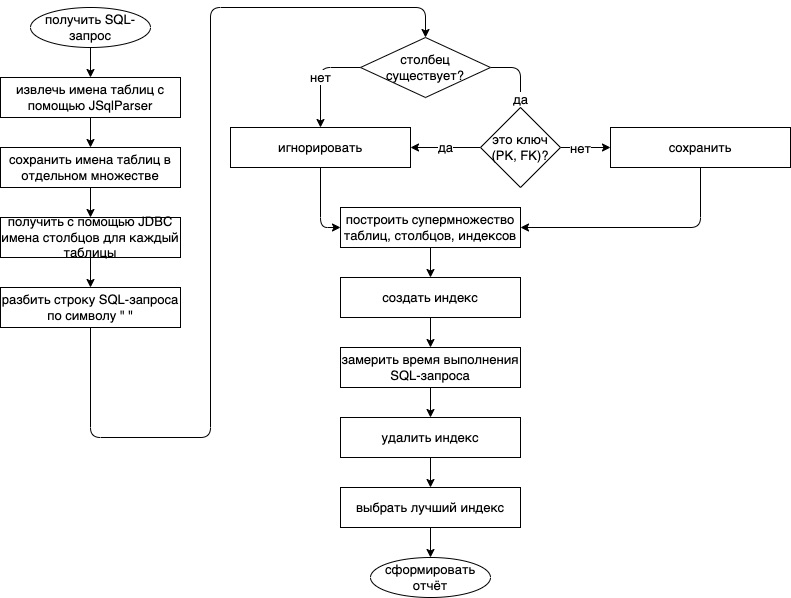 получить SQL-
запрос
извлечь имена таблиц с
помощью JSqlParser
сохранить имена таблиц в
отдельном множестве
получить с помощью JDBC
имена столбцов для каждый
таблицы
разбить строку SQL-запроса
по символу " "
столбец
существует?
нет
да
игнорировать
да
это ключ
(PK, FK)?
нет
сохранить
построить супермножество
таблиц, столбцов, индексов
создать индекс
замерить время выполнения
SQL-запроса
удалить индекс
выбрать лучший индекс
сформировать
отчёт